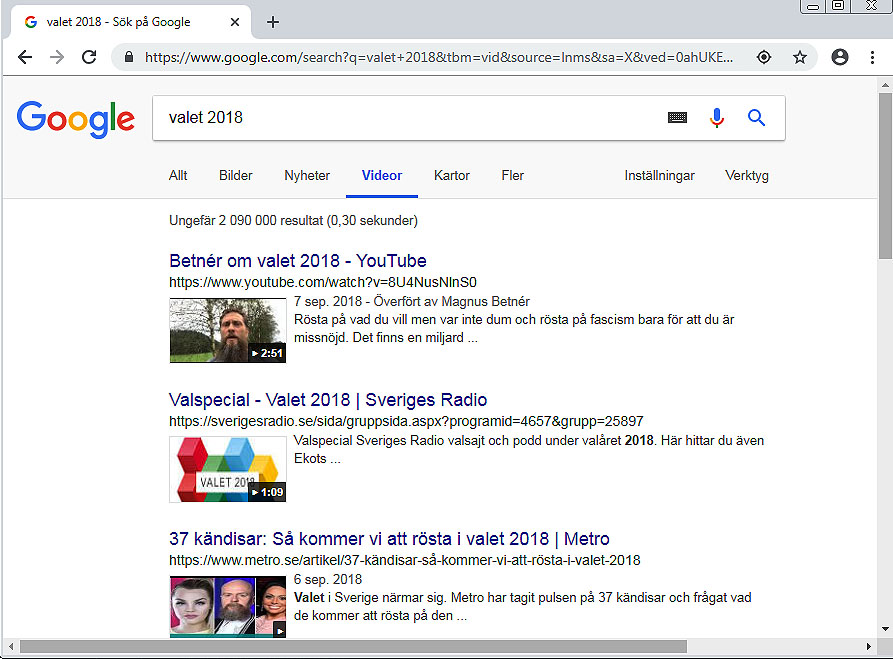 valet 2018 - Sök på Google
https://www.google.com/search?q=valet+2018&tbm=vid&source=lnms&sa=X&ved=0ahUKE...
Google
valet 2018
Allt Bilder Nyheter Videor Kartor Fler Inställningar Verktyg
Ungefär 2 090 000 resultat (0,30 sekunder)
Betnér om valet 2018 - YouTube
https://www.youtube.com/watch?v=8U4NusNlnS0
7 sep. 2018 - Överfört av Magnus Betnér
Rösta på vad du vill men var inte dum och rösta på fascism bara för att du är
missnöjd. Det finns en miljard ...
2:51
Valspecial - Valet 2018 | Sveriges Radio
https://sverigesradio.se/sida/gruppsida.aspx?programid=4657&grupp=25897
Valspecial Sveriges Radio valsajt och podd under valåret 2018. Här hittar du även
Ekots ...
VALET 2018
1:09
37 kändisar: Så kommer vi att rösta i valet 2018 | Metro
https://www.metro.se/artikel/37-kändisar-så-kommer-vi-att-rösta-i-valet-2018
6 sep. 2018
Valet i Sverige närmar sig. Metro har tagit pulsen på 37 kändisar och frågat vad
de kommer att rösta på den ...